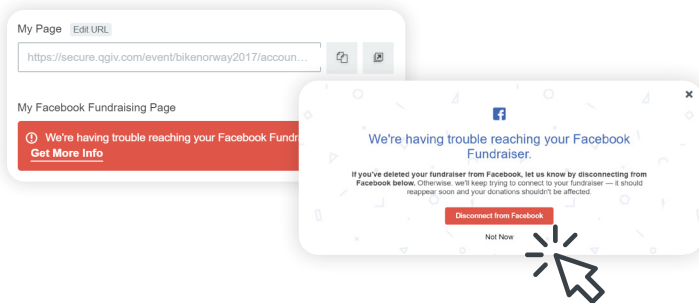 My Page Edit URL
https://secure.qgiv.com/event/bikenorway2017/accoun...
My Facebook Fundraising Page
We're having trouble reaching your Facebook
Get More Info
We're having trouble reaching your Facebook
Fundraiser.
If you've deleted your fundraiser from Facebook, let us know by disconnecting from
Facebook below. Otherwise, we'll keep trying to connect to your fundraiser — it should
reappear soon and your donations shouldn't be affected.
Disconnect from Facebook
Not Now